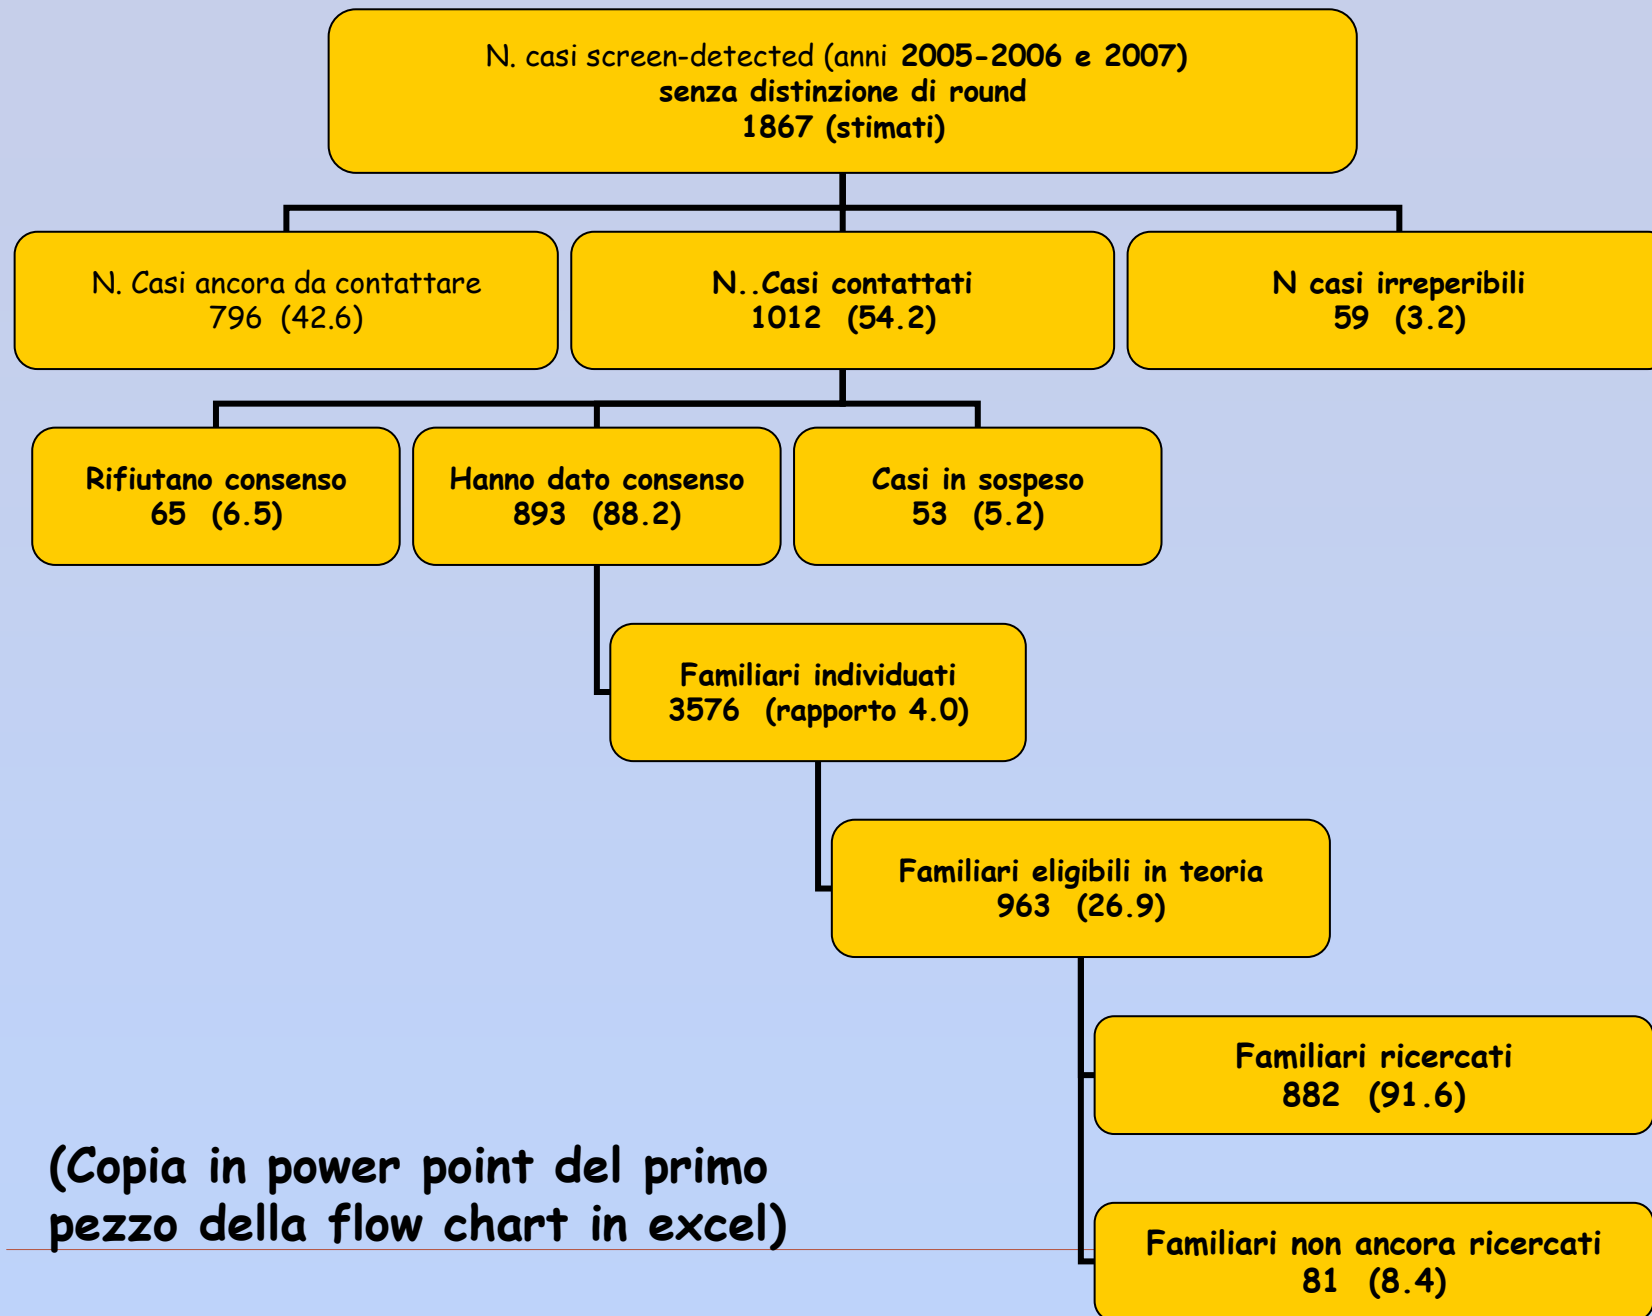 N. casi screen-detected (anni 2005-2006 e 2007)
senza distinzione di round
1867 (stimati)
N. Casi ancora da contattare
796 (42.6)
N..Casi contattati
1012 (54.2)
N casi irreperibili
59 (3.2)
Rifiutano consenso
65 (6.5)
Hanno dato consenso
893 (88.2)
Casi in sospeso
53 (5.2)
Familiari individuati
3576 (rapporto 4.0)
Familiari eligibili in teoria
963 (26.9)
Familiari ricercati
882 (91.6)
(Copia in power point del primo
pezzo della flow chart in excel)
Familiari non ancora ricercati
81 (8.4)